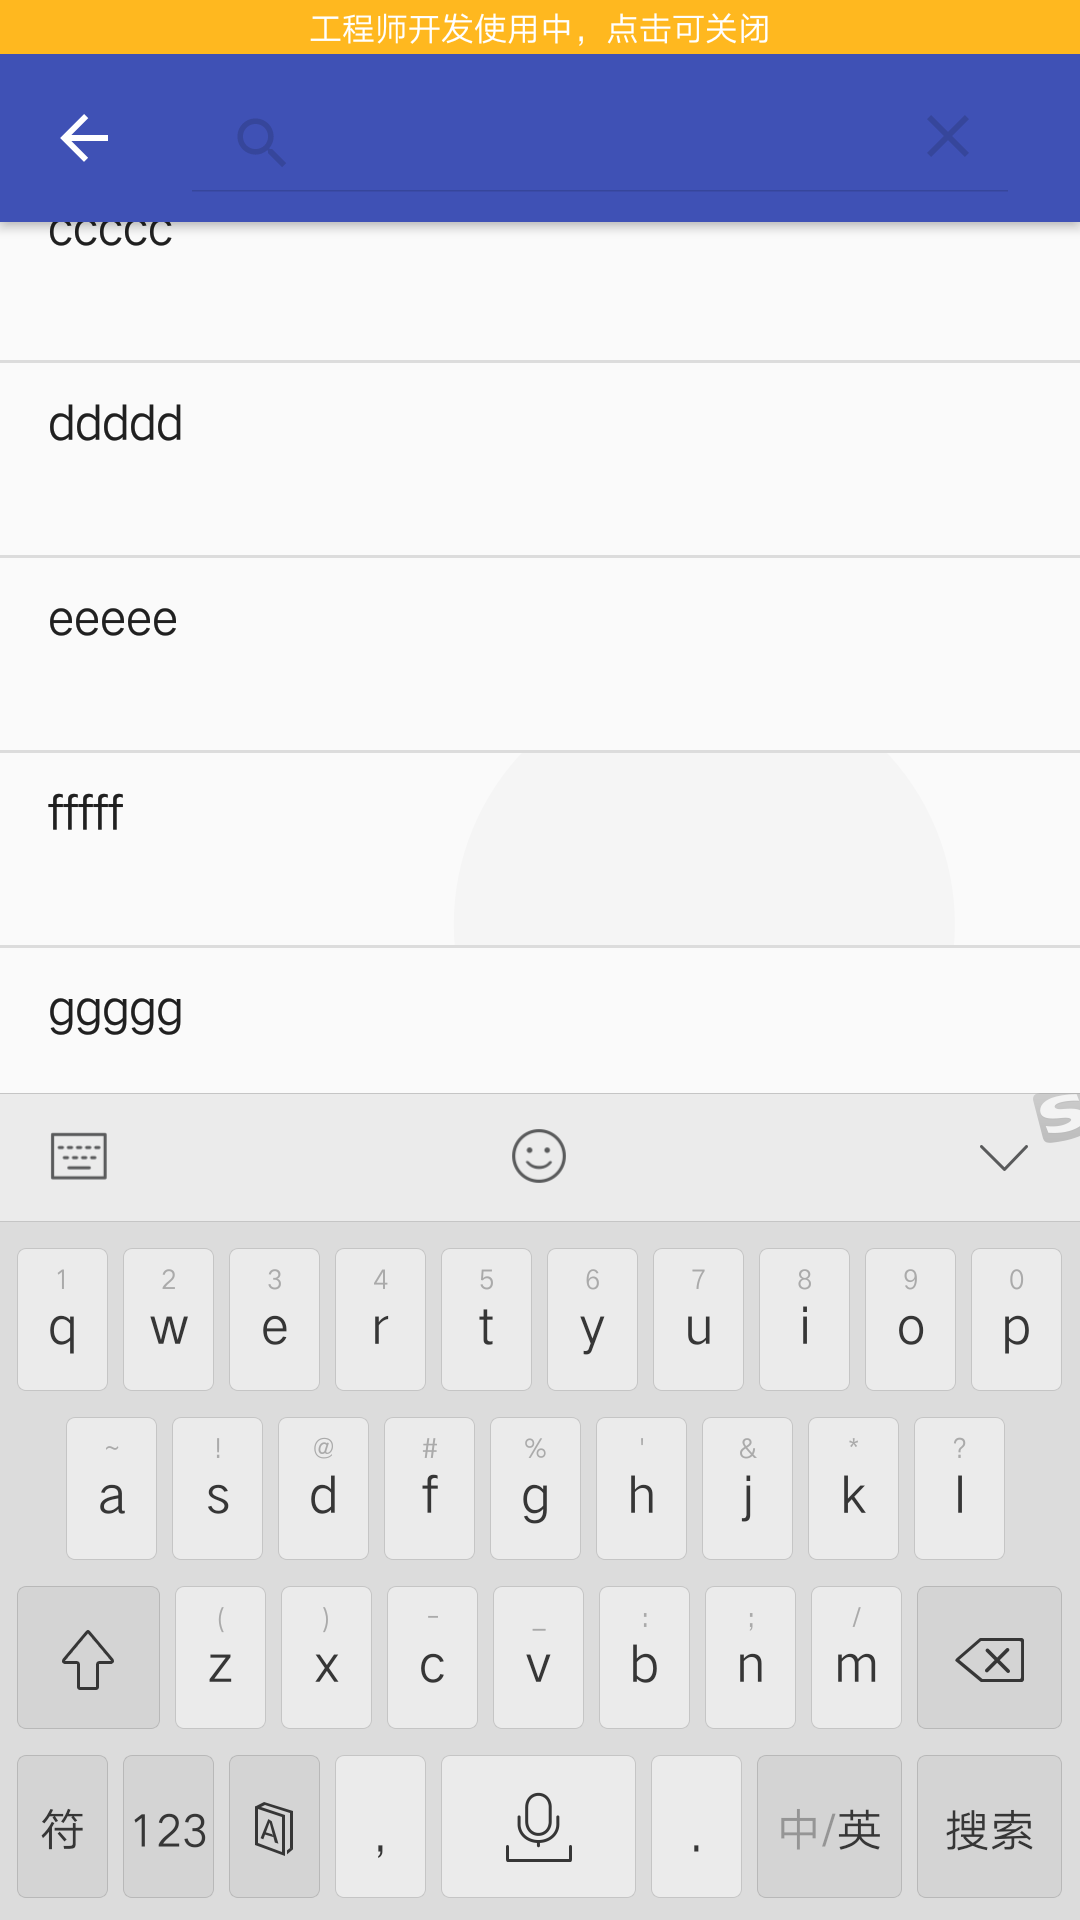 工程师开发使用中，点击可关闭
ccccc
ddddd
eeeee
fffff
ggggg
S
1 2 3 4 5 6 7 8 9 0
q w e r t y u i o p
~ ! @ # % ' & * ?
a s d f g h j k l
( ) - _ : ; /
z x c v b n m
符 123 A , . 中/英 搜索